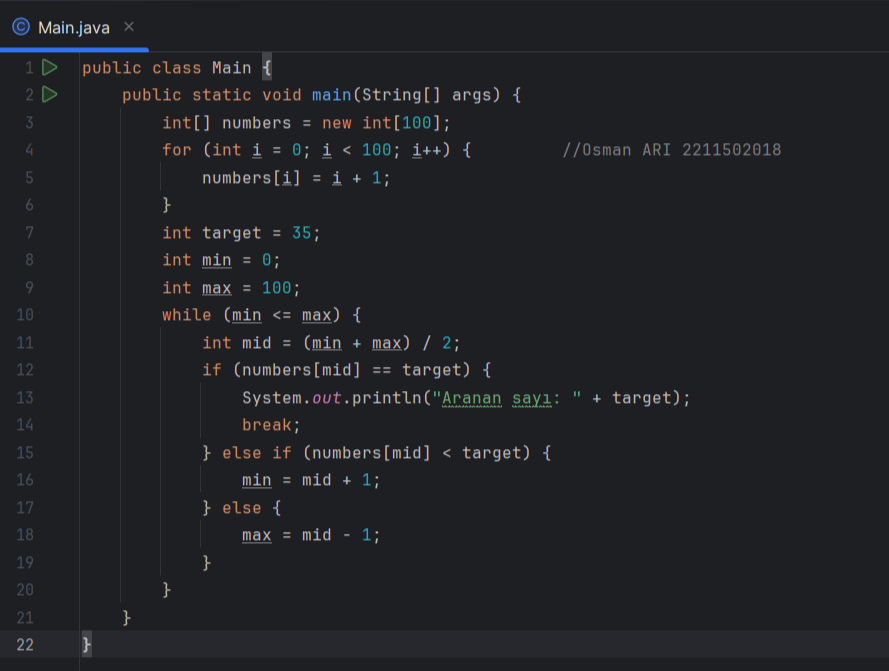 Main.java
1 public class Main {
2     public static void main(String[] args) {
3         int[] numbers = new int[100];
4         for (int i = 0; i < 100; i++) {         //Osman ARI 2211502018
5             numbers[i] = i + 1;
6         }
7         int target = 35;
8         int min = 0;
9         int max = 100;
10         while (min <= max) {
11             int mid = (min + max) / 2;
12             if (numbers[mid] == target) {
13                 System.out.println("Aranan sayı: " + target);
14                 break;
15             } else if (numbers[mid] < target) {
16                 min = mid + 1;
17             } else {
18                 max = mid - 1;
19             }
20         }
21     }
22 }